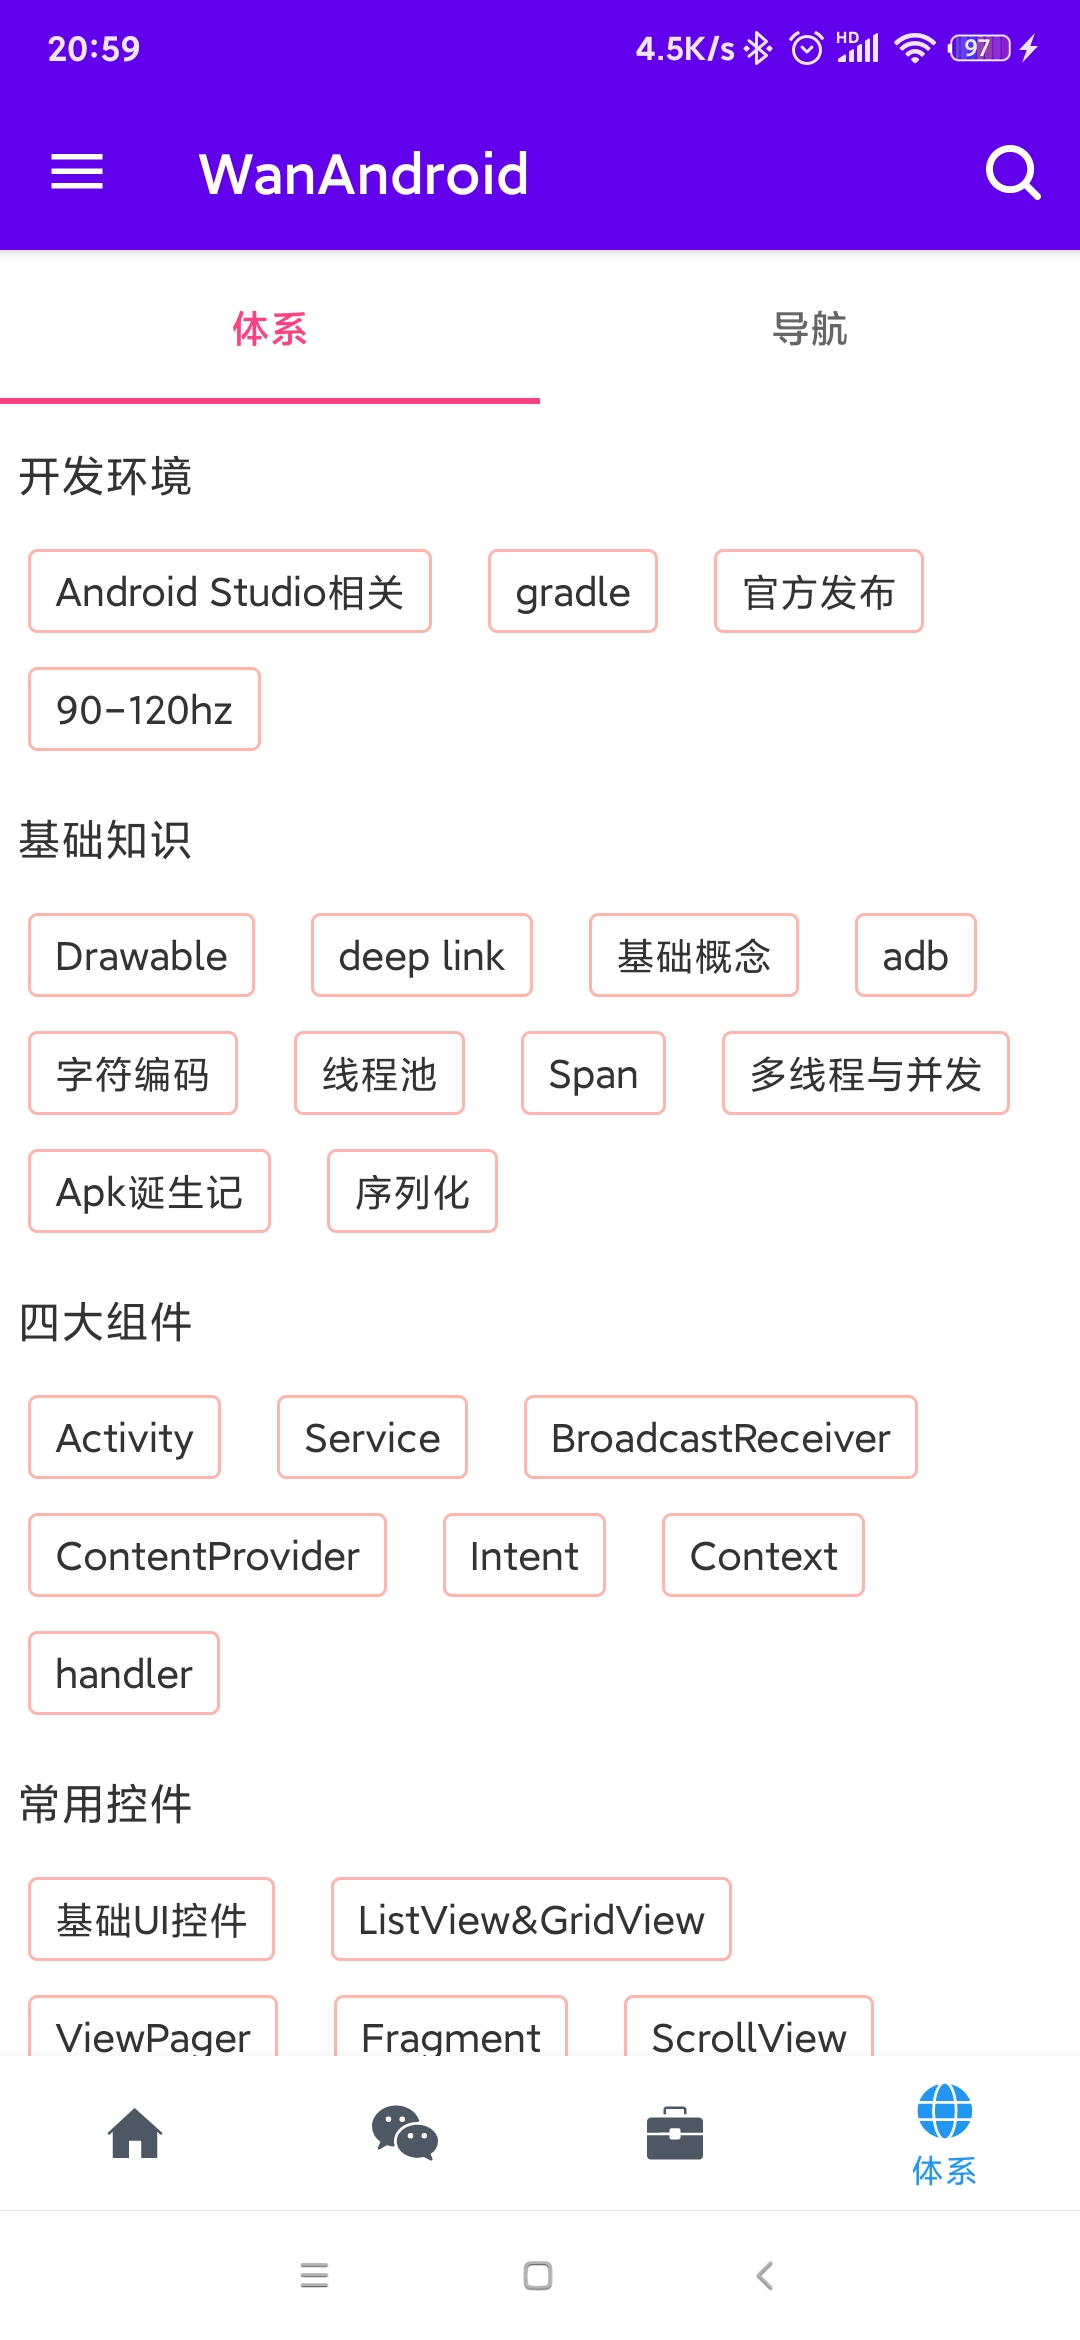 20:59 4.5K/s HD 97
WanAndroid
体系 导航
开发环境
Android Studio相关 gradle 官方发布
90-120hz
基础知识
Drawable deep link 基础概念 adb
字符编码 线程池 Span 多线程与并发
Apk诞生记 序列化
四大组件
Activity Service BroadcastReceiver
ContentProvider Intent Context
handler
常用控件
基础UI控件 ListView&GridView
ViewPager Fragment ScrollView
体系